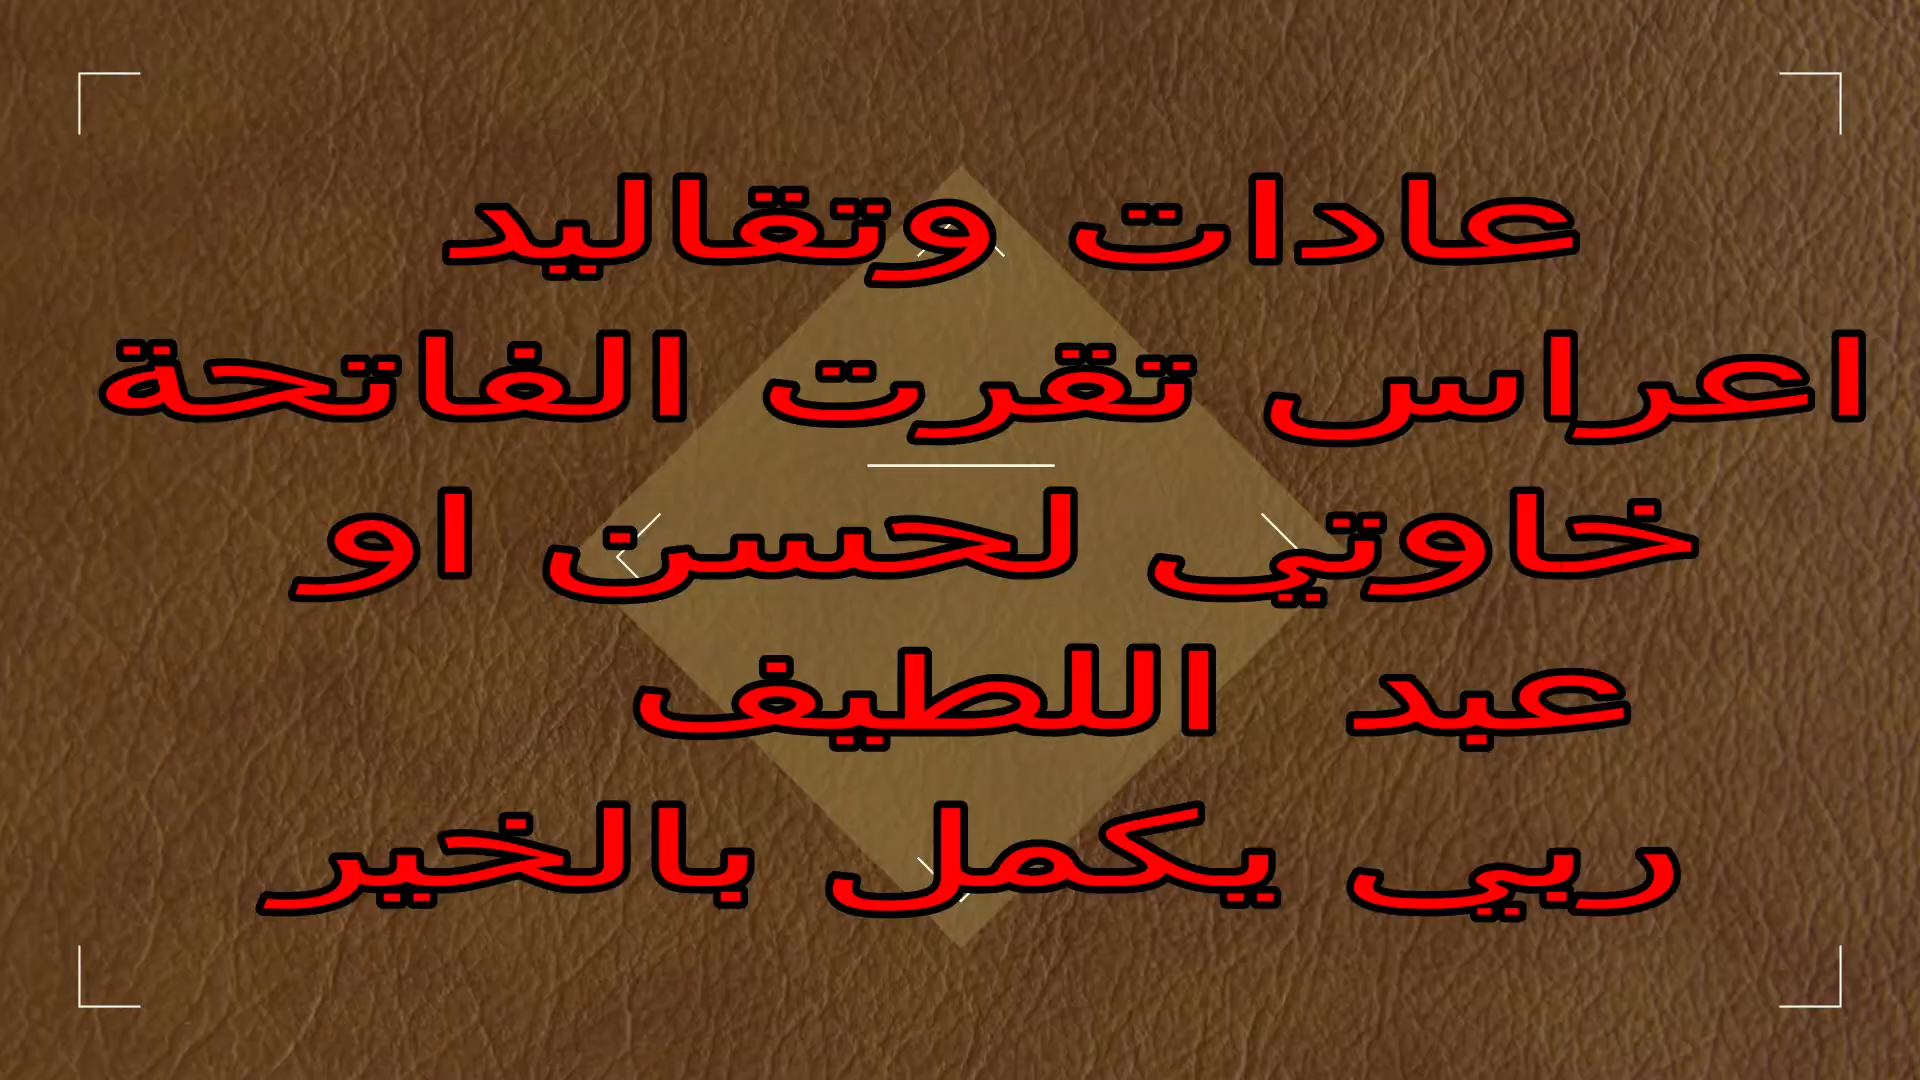 عادات وتقاليد
اعراس تقرت الفاتحة
خاوتي لحسن او
عبد اللطيف
ربي يكمل بالخير